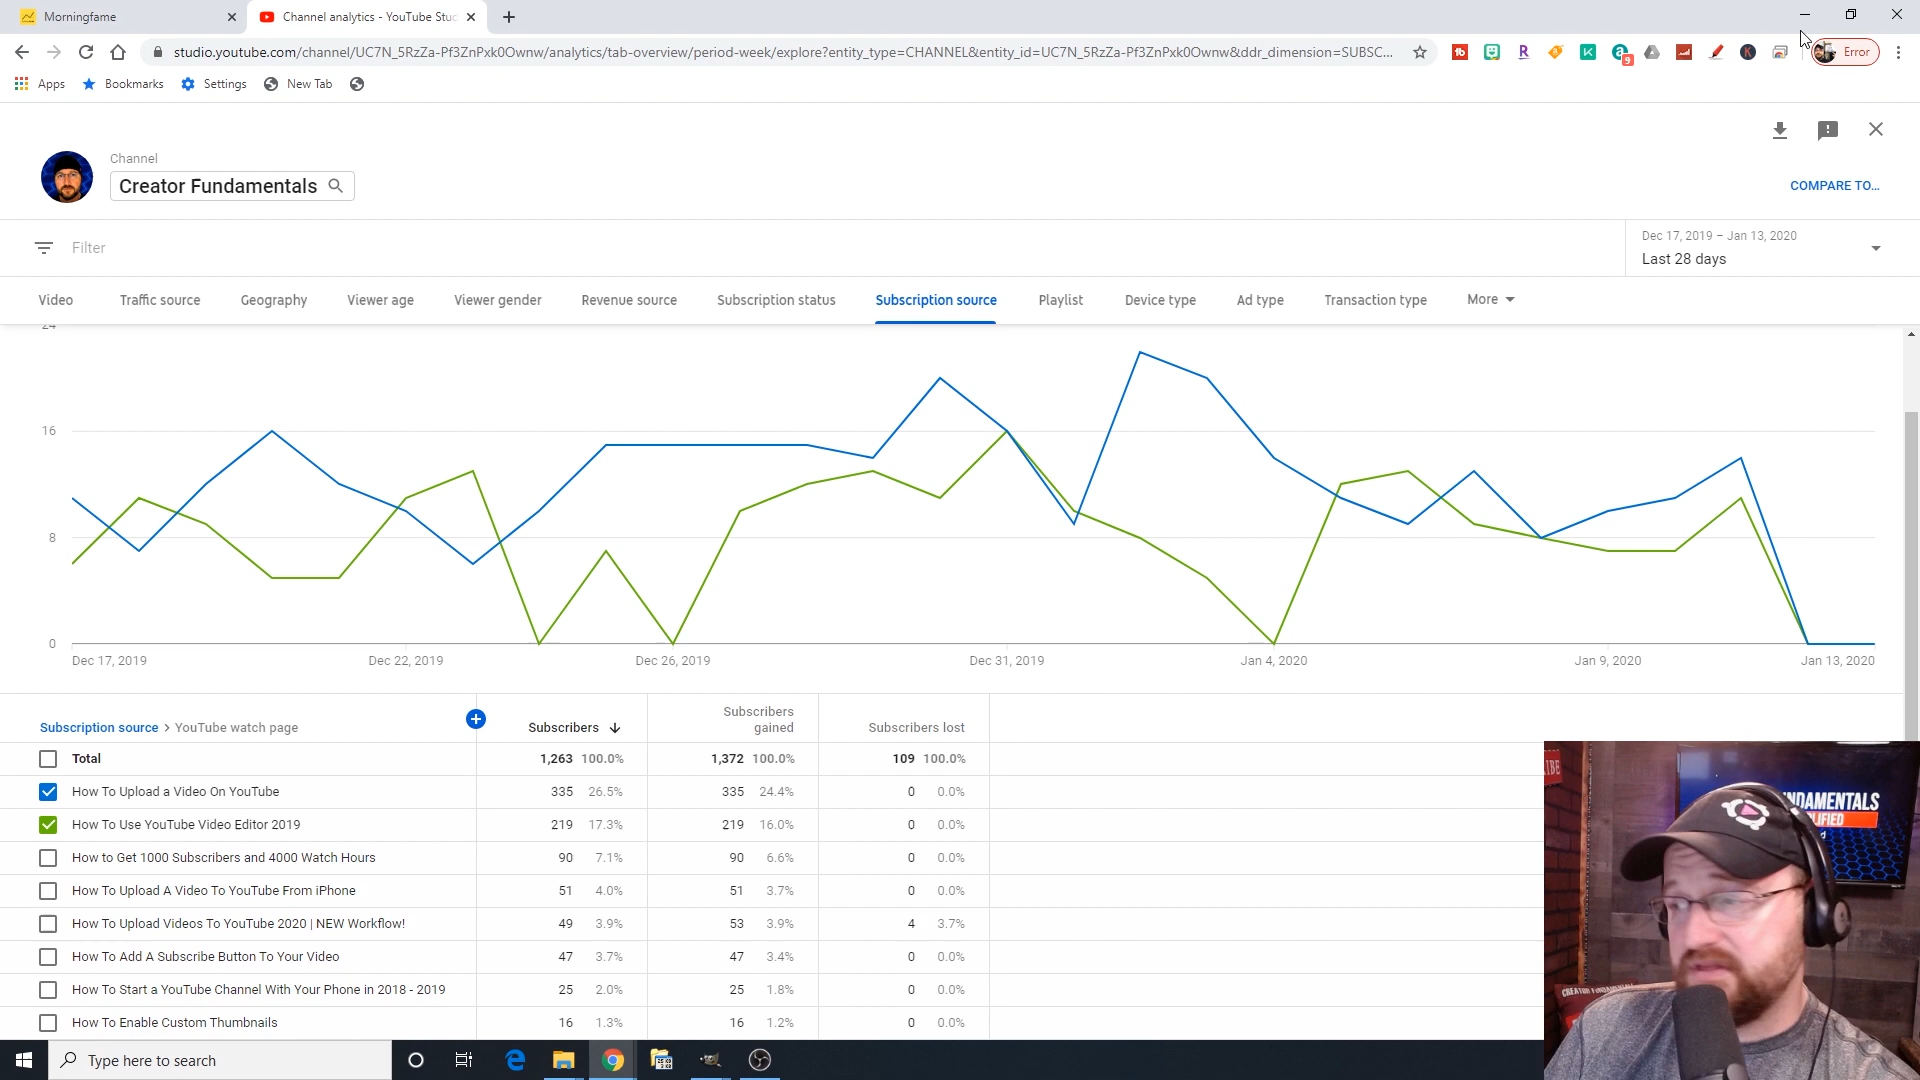 Morningfame
Channel analytics - YouTube Stu
studio.youtube.com/channel/UC7N_5RzZa-Pf3ZnPxk0Ownw/analytics/tab-overview/period-week/explore?entity_type=CHANNEL&entity_id=UC7N_5RzZa-Pf3ZnPxk0Ownw&ddr_dimension=SUBSC...
tb
R
K
a
9
K
Error
Apps
Bookmarks
Settings
New Tab
Channel
Creator Fundamentals
COMPARE TO...
Filter
Dec 17, 2019 – Jan 13, 2020
Last 28 days
Video
Traffic source
Geography
Viewer age
Viewer gender
Revenue source
Subscription status
Subscription source
Playlist
Device type
Ad type
Transaction type
More
24
16
8
0
Dec 17, 2019
Dec 22, 2019
Dec 26, 2019
Dec 31, 2019
Jan 4, 2020
Jan 9, 2020
Jan 13, 2020
Subscription source > YouTube watch page
Subscribers
Subscribers
gained
Subscribers lost
Total 1,263 100.0% 1,372 100.0% 109 100.0%
How To Upload a Video On YouTube 335 26.5% 335 24.4% 0 0.0%
How To Use YouTube Video Editor 2019 219 17.3% 219 16.0% 0 0.0%
How to Get 1000 Subscribers and 4000 Watch Hours 90 7.1% 90 6.6% 0 0.0%
How To Upload A Video To YouTube From iPhone 51 4.0% 51 3.7% 0 0.0%
How To Upload Videos To YouTube 2020 | NEW Workflow! 49 3.9% 53 3.9% 4 3.7%
How To Add A Subscribe Button To Your Video 47 3.7% 47 3.4% 0 0.0%
How To Start a YouTube Channel With Your Phone in 2018 - 2019 25 2.0% 25 1.8% 0 0.0%
How To Enable Custom Thumbnails 16 1.3% 16 1.2% 0 0.0%
IBE
NDAMENTALS
LIFIED
d
CREATOR FUNDAMENTALS
Type here to search